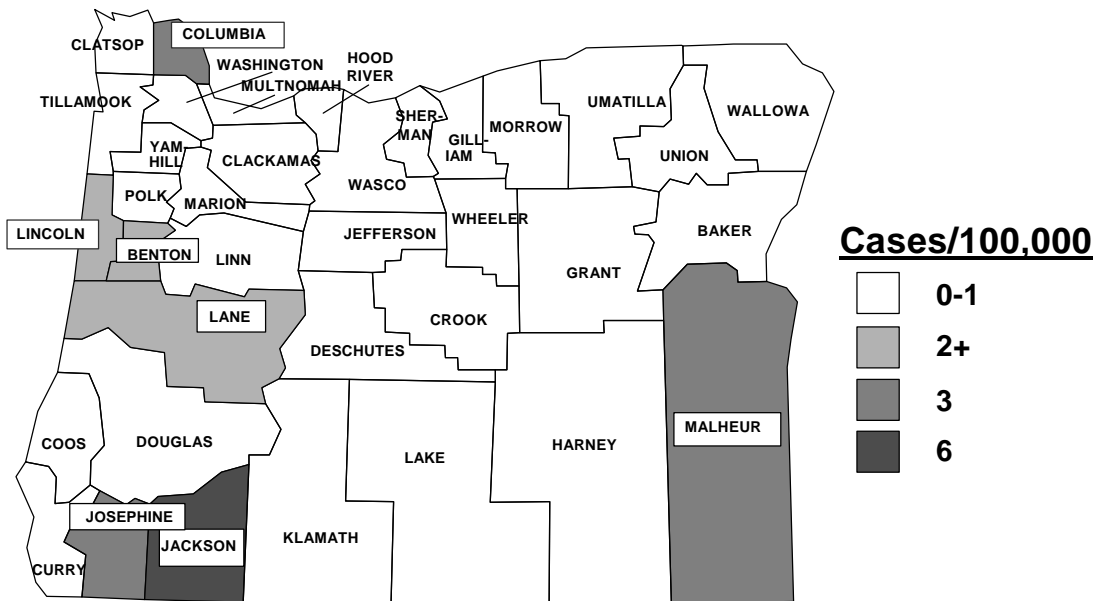 COLUMBIA
CLATSOP
HOOD
RIVER
WASHINGTON
MULTNOMAH
TILLAMOOK
UMATILLA
WALLOWA
SHER-
MAN
MORROW
GILL-
IAM
YAM-
HILL
CLACKAMAS
UNION
WASCO
POLK
MARION
WHEELER
LINCOLN
JEFFERSON
BAKER
BENTON
LINN
GRANT
LANE
CROOK
DESCHUTES
MALHEUR
COOS
DOUGLAS
HARNEY
LAKE
JOSEPHINE
KLAMATH
JACKSON
CURRY
Cases/100,000
0-1
2+
3
6